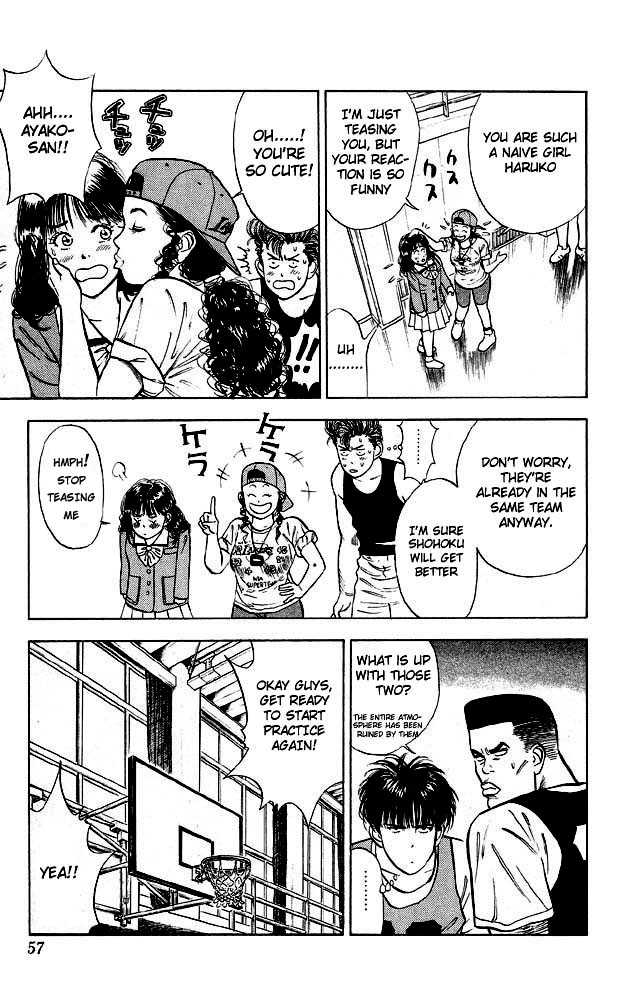 YOU ARE SUCH
A NAIVE GIRL
HARUKO
I'M JUST
TEASING
YOU, BUT
YOUR REAC-
TION IS SO
FUNNY
クスクス
UH
.........
OH.....!
YOU'RE
SO CUTE!
チュッ
チュッ
AHH....
AYAKO-
SAN!!
!!
DON'T WORRY,
THEY'RE
ALREADY IN THE
SAME TEAM
ANYWAY.
I'M SURE
SHOHOKU
WILL GET
BETTER
ケラ
ケラ
HMPH!
STOP
TEASING
ME
WHAT IS UP
WITH THOSE
TWO?
THE ENTIRE ATMO-
SPHERE HAS BEEN
RUINED BY THEM
OKAY GUYS,
GET READY
TO START
PRACTICE
AGAIN!
YEA!!
57